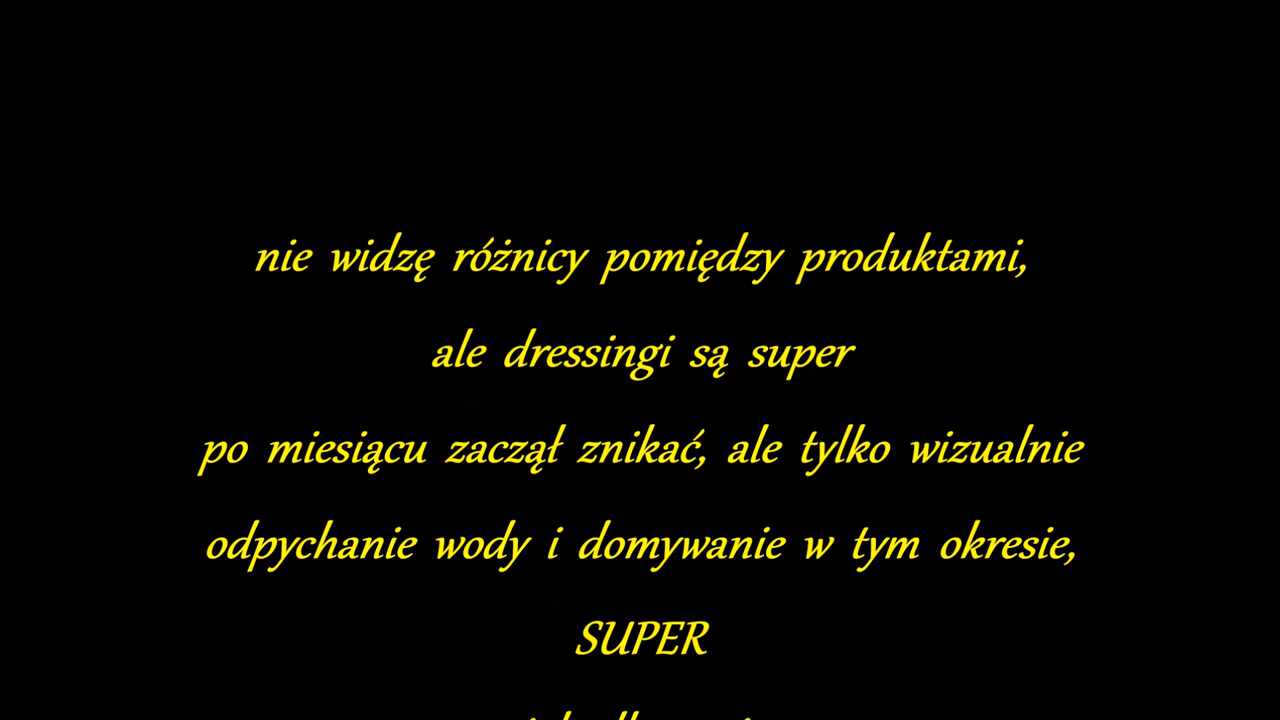 nie widzę różnicy pomiędzy produktami,
ale dressingi są super
po miesiącu zaczął znikać, ale tylko wizualnie
odpychanie wody i domywanie w tym okresie,
SUPER